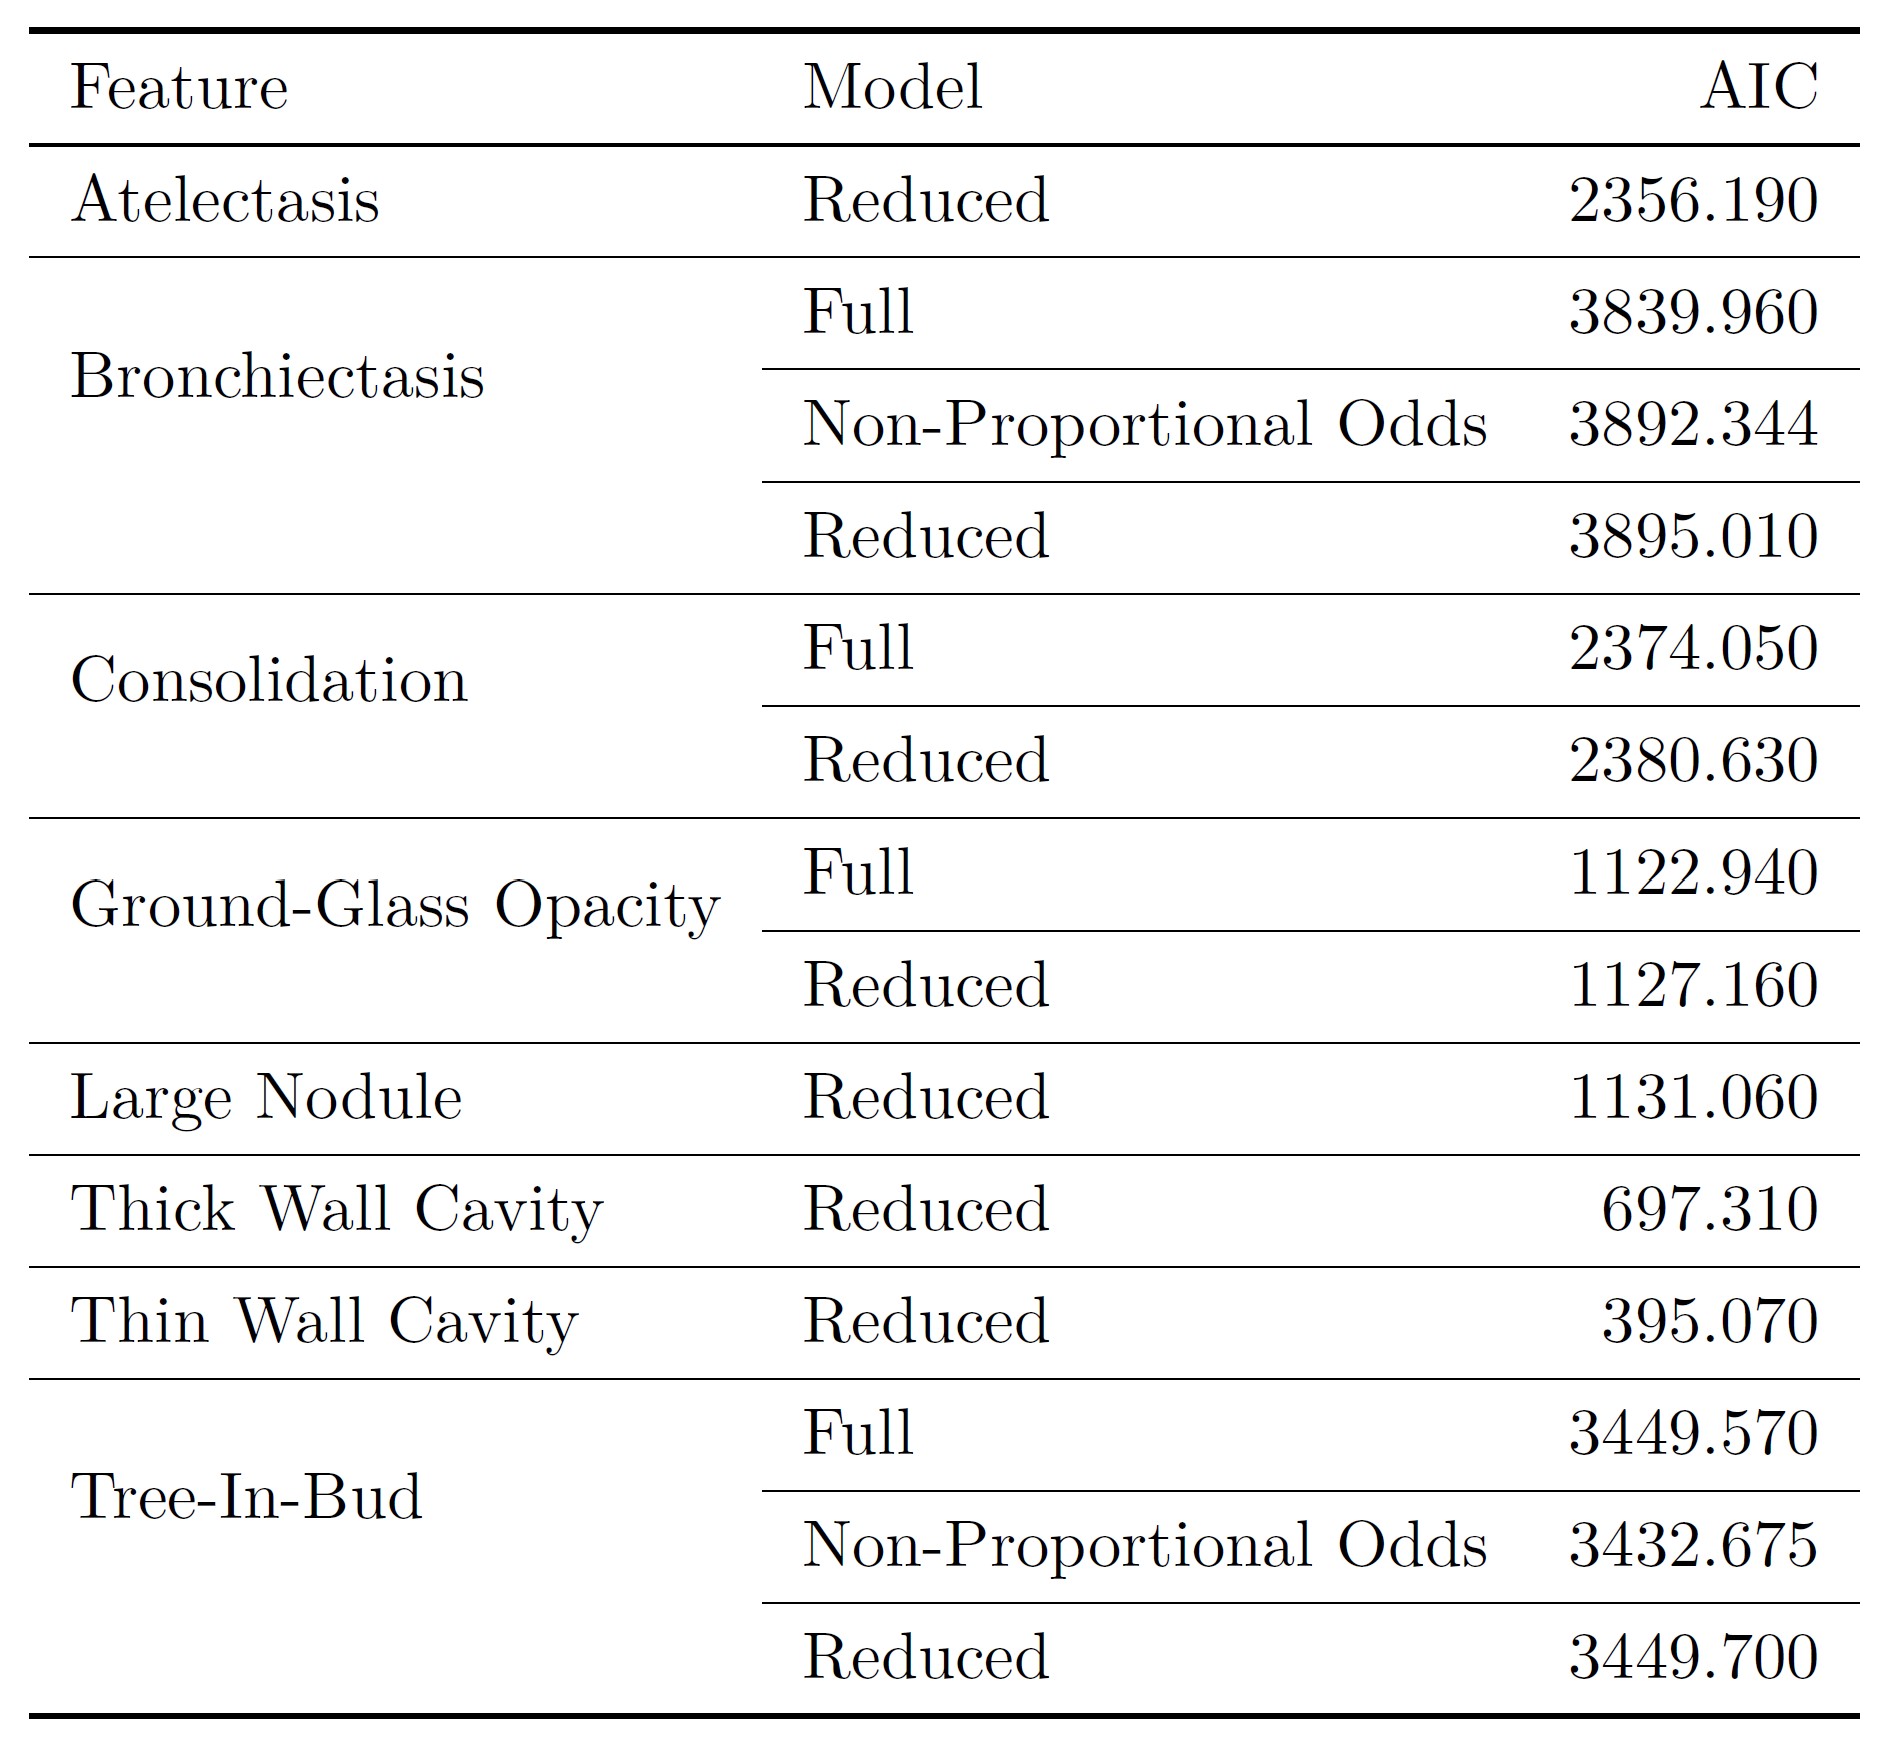 Feature Model AIC
Atelectasis Reduced 2356.190
Bronchiectasis Full 3839.960
Non-Proportional Odds 3892.344
Reduced 3895.010
Consolidation Full 2374.050
Reduced 2380.630
Ground-Glass Opacity Full 1122.940
Reduced 1127.160
Large Nodule Reduced 1131.060
Thick Wall Cavity Reduced 697.310
Thin Wall Cavity Reduced 395.070
Tree-In-Bud Full 3449.570
Non-Proportional Odds 3432.675
Reduced 3449.700